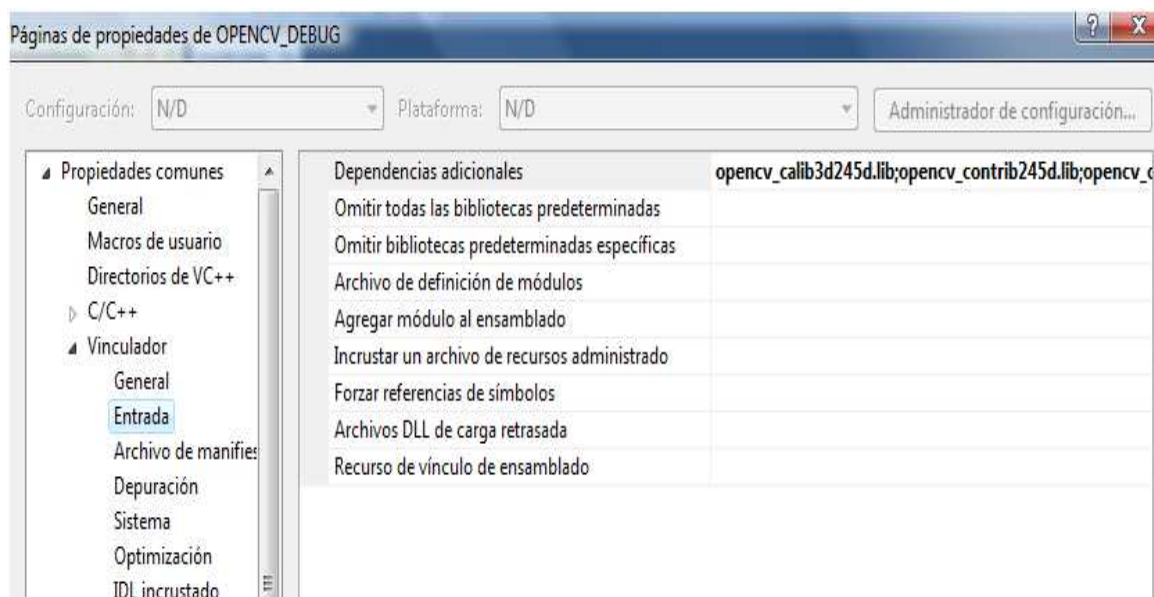 Páginas de propiedades de OPENCV_DEBUG
Configuración: N/D Plataforma: N/D Administrador de configuración...
Propiedades comunes
General
Macros de usuario
Directorios de VC++
C/C++
Vinculador
General
Entrada
Archivo de manifies
Depuración
Sistema
Optimización
IDL incrustado
Dependencias adicionales opencv_calib3d245d.lib;opencv_contrib245d.lib;opencv_c
Omitir todas las bibliotecas predeterminadas
Omitir bibliotecas predeterminadas específicas
Archivo de definición de módulos
Agregar módulo al ensamblado
Incrustar un archivo de recursos administrado
Forzar referencias de símbolos
Archivos DLL de carga retrasada
Recurso de vínculo de ensamblado